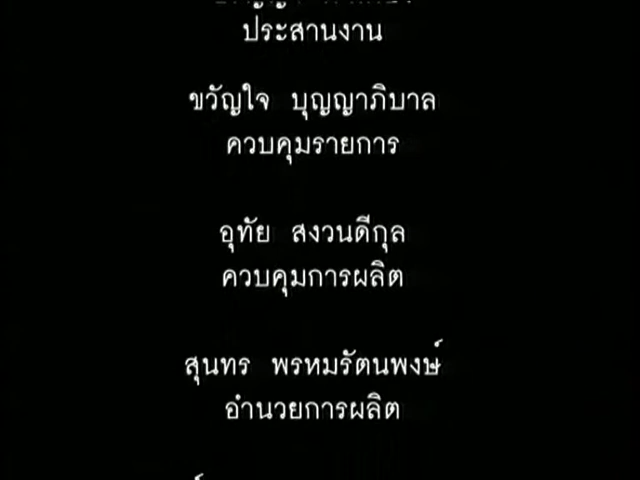 ประสานงาน
ขวัญใจ บุญญาภิบาล
ควบคุมรายการ
อุทัย สงวนดีกุล
ควบคุมการผลิต
สุนทร พรหมรัตนพงษ์
อำนวยการผลิต